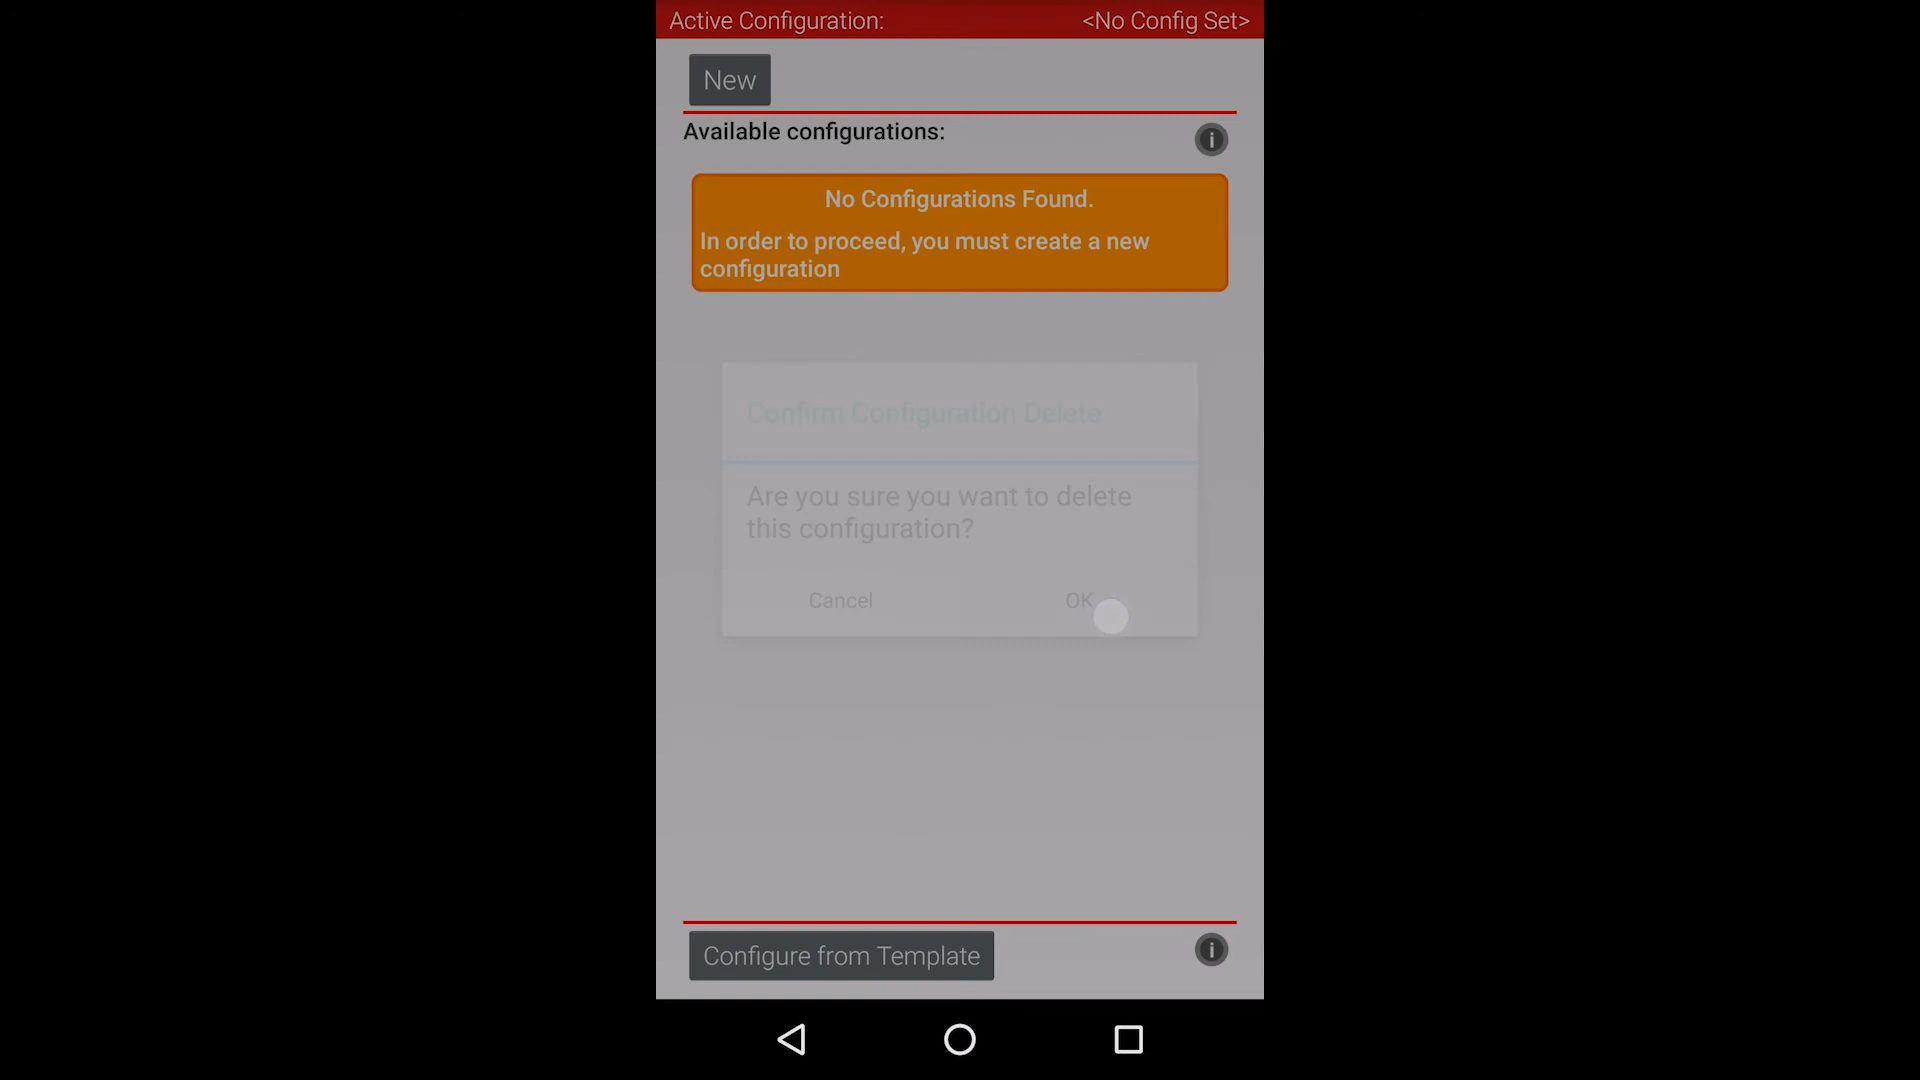 Active Configuration: <No Config Set>
New
Available configurations:
No Configurations Found.
In order to proceed, you must create a new
configuration
Confirm Configuration Delete
Are you sure you want to delete
this configuration?
Cancel OK
Configure from Template